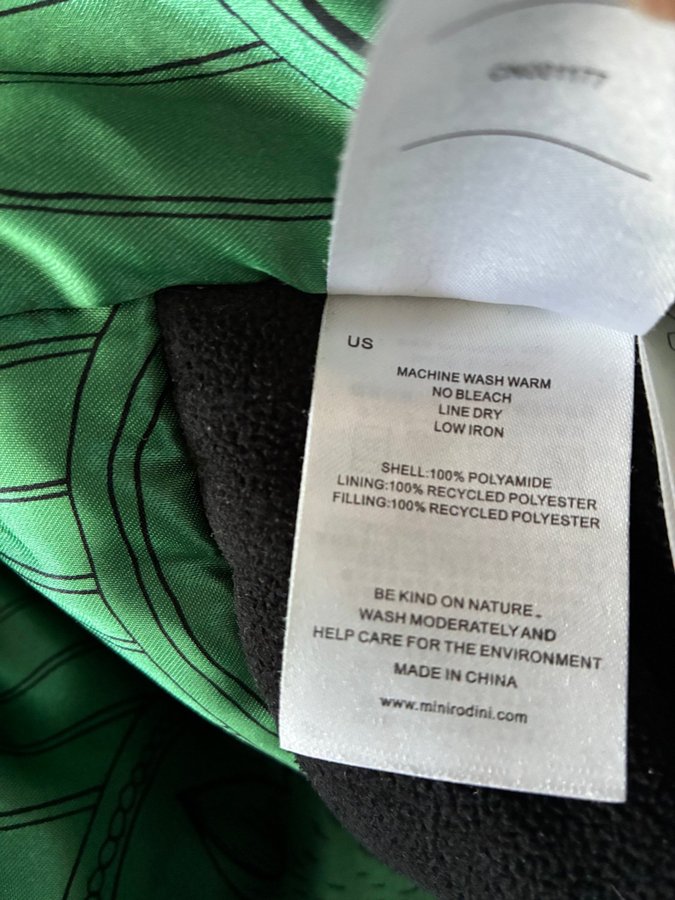 US
MACHINE WASH WARM
NO BLEACH
LINE DRY
LOW IRON
SHELL:100% POLYAMIDE
LINING:100% RECYCLED POLYESTER
FILLING:100% RECYCLED POLYESTER
BE KIND ON NATURE.
WASH MODERATELY AND
HELP CARE FOR THE ENVIRONMENT
MADE IN CHINA
www.minirodini.com